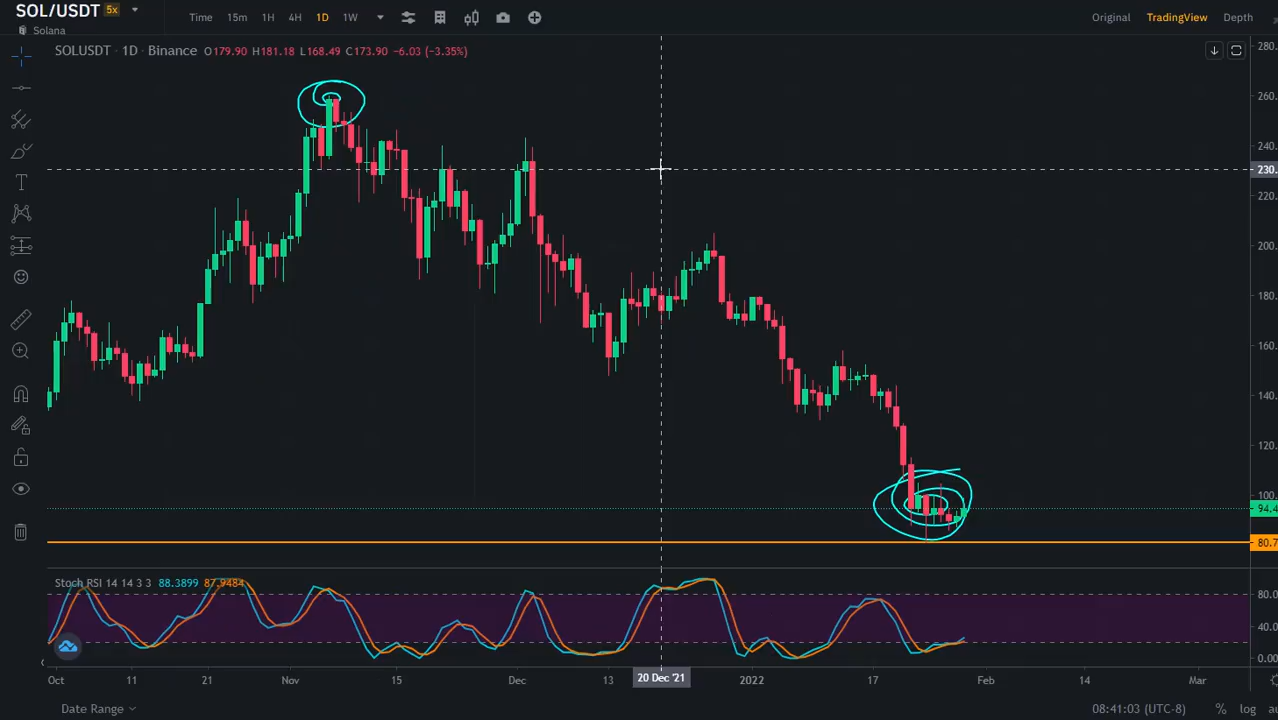 SOL/USDT 5x
Solana
Time 15m 1H 4H 1D 1W
Original TradingView Depth
SOLUSDT · 1D · Binance O179.90 H181.18 L168.49 C173.90 -6.03 (-3.35%)
280.
260.
240.
230.
220.
200.
180.
160.
140.
120.
100.
94.4
80.7
Stoch RSI 14 14 3 3 88.3899 87.9484
80.0
40.0
0.00
Oct 11 21 Nov 15 Dec 13 20 Dec '21 2022 17 Feb 14 Mar
Date Range 08:41:03 (UTC-8) % log au